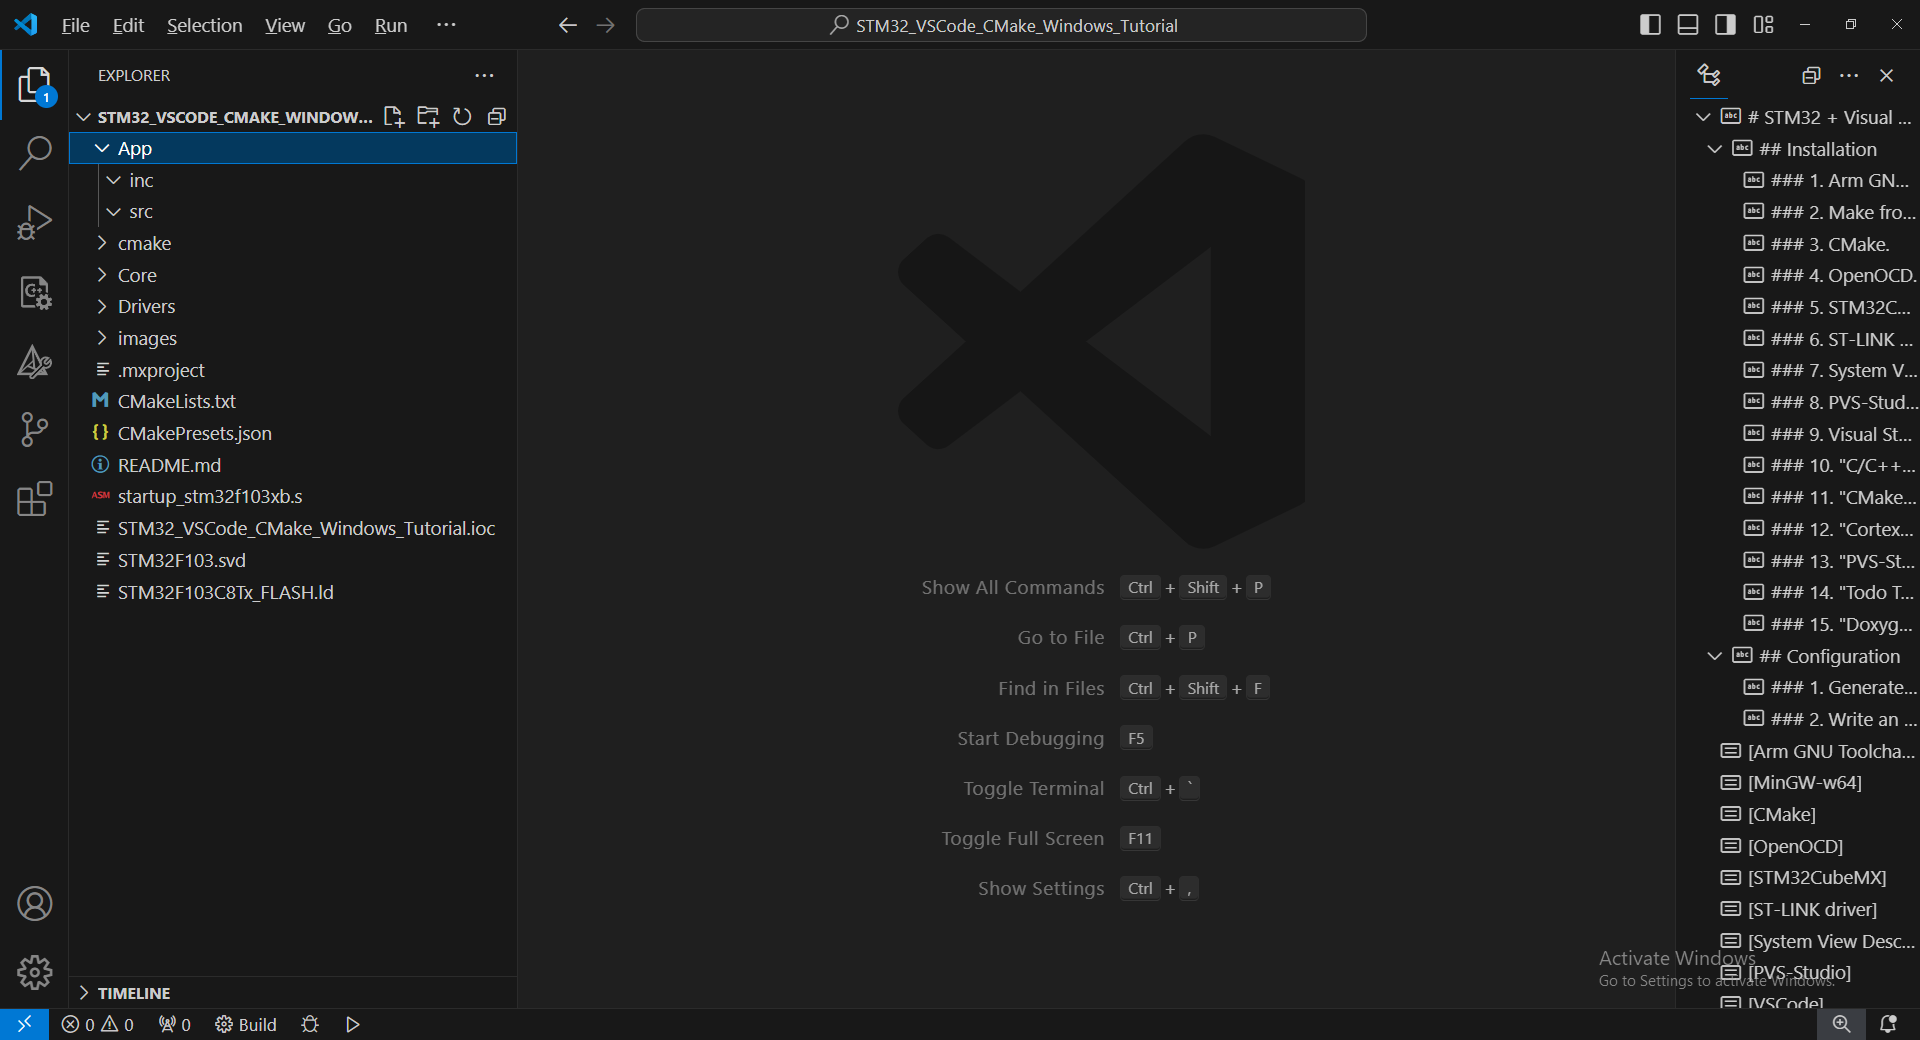 File Edit Selection View Go Run ···
STM32_VSCode_CMake_Windows_Tutorial
EXPLORER
1
STM32_VSCODE_CMAKE_WINDOW...
App
inc
src
cmake
Core
Drivers
images
.mxproject
CMakeLists.txt
CMakePresets.json
README.md
ASM startup_stm32f103xb.s
STM32_VSCode_CMake_Windows_Tutorial.ioc
STM32F103.svd
STM32F103C8Tx_FLASH.ld
TIMELINE
Show All Commands Ctrl + Shift + P
Go to File Ctrl + P
Find in Files Ctrl + Shift + F
Start Debugging F5
Toggle Terminal Ctrl + `
Toggle Full Screen F11
Show Settings Ctrl + ,
# STM32 + Visual ...
## Installation
### 1. Arm GN...
### 2. Make fro...
### 3. CMake.
### 4. OpenOCD.
### 5. STM32C...
### 6. ST-LINK ...
### 7. System V...
### 8. PVS-Stud...
### 9. Visual St...
### 10. "C/C++...
### 11. "CMake...
### 12. "Cortex...
### 13. "PVS-St...
### 14. "Todo T...
### 15. "Doxyg...
## Configuration
### 1. Generate...
### 2. Write an ...
[Arm GNU Toolcha...
[MinGW-w64]
[CMake]
[OpenOCD]
[STM32CubeMX]
[ST-LINK driver]
[System View Desc...
[PVS-Studio]
[VSCode]
Activate Windows
Go to Settings to activate Windows.
0 0 0 Build